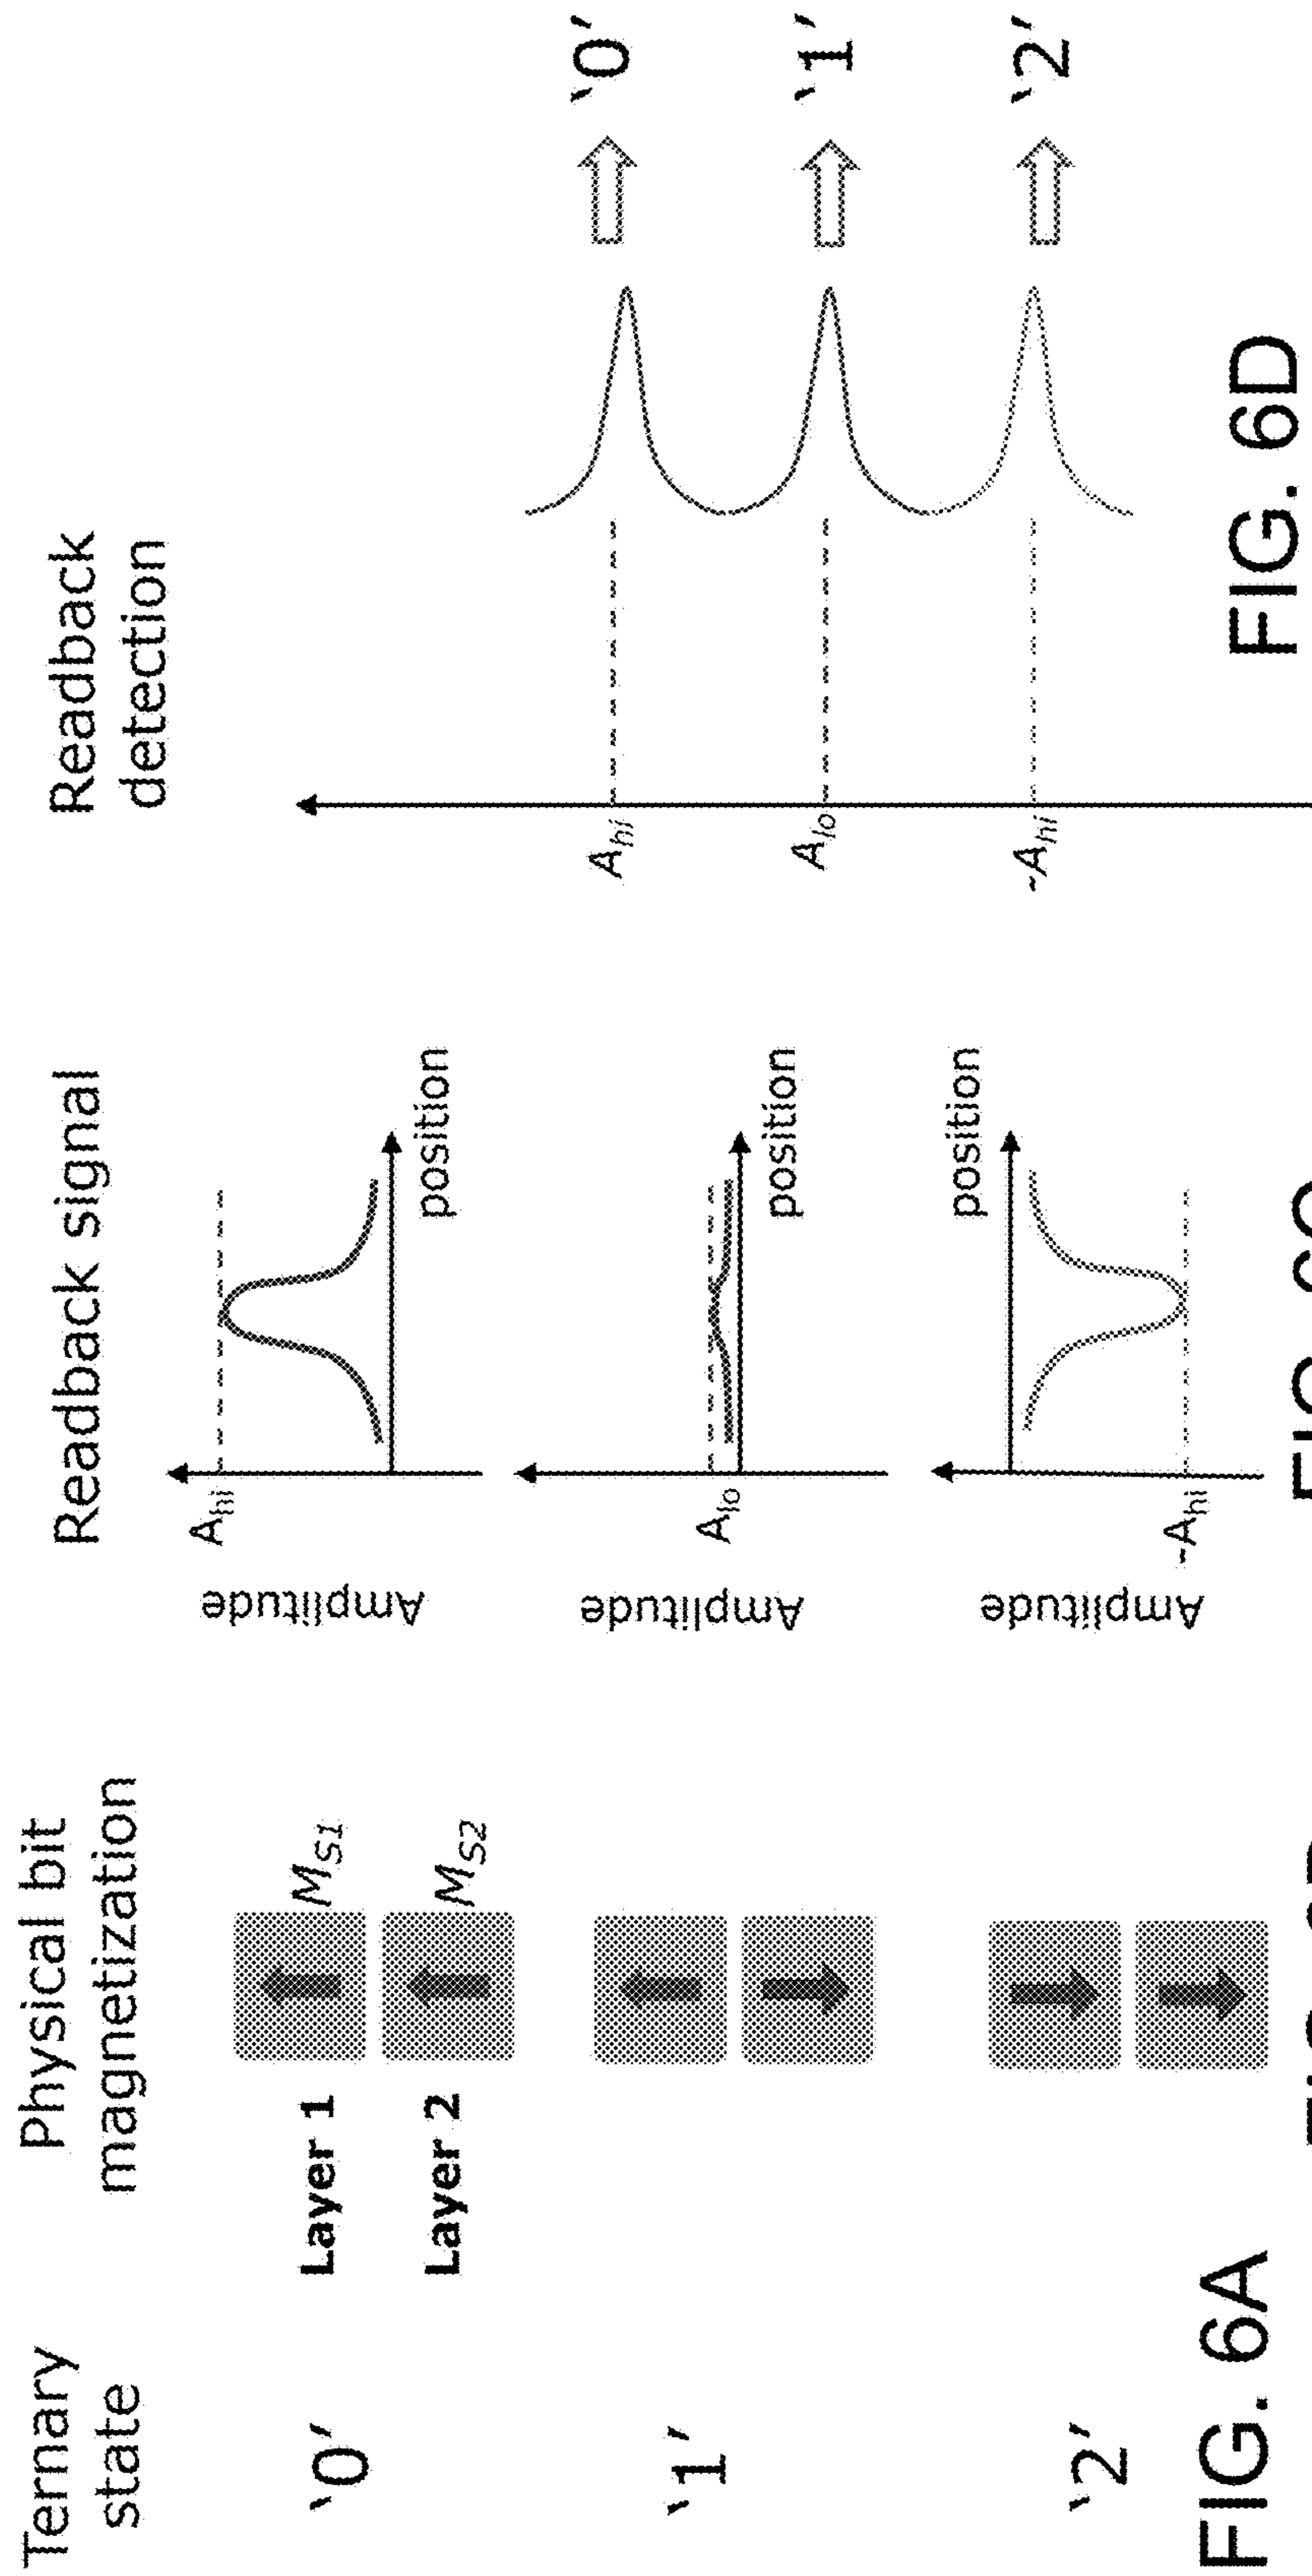 Ternary
state
Physical bit
magnetization
Readback signal
Readback
detection
'0'
Layer 1
Layer 2
M_S1
M_S2
Amplitude
A_hi
position
'1'
Amplitude
A_lo
position
'2'
Amplitude
-A_hi
position
A_hi
A_lo
-A_hi
'0'
'1'
'2'
FIG. 6A
FIG. 6D